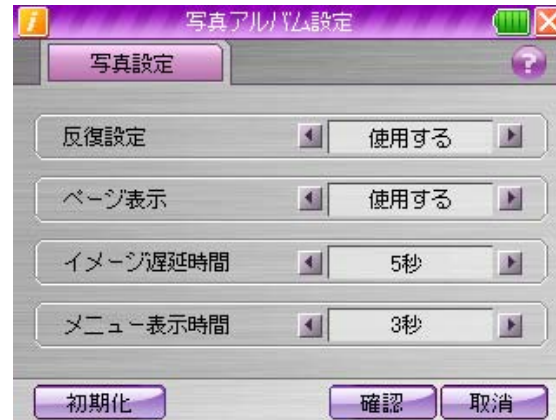 写真アルバム設定
写真設定
?
反復設定 使用する
ページ表示 使用する
イメージ遅延時間 5秒
メニュー表示時間 3秒
初期化 確認 取消